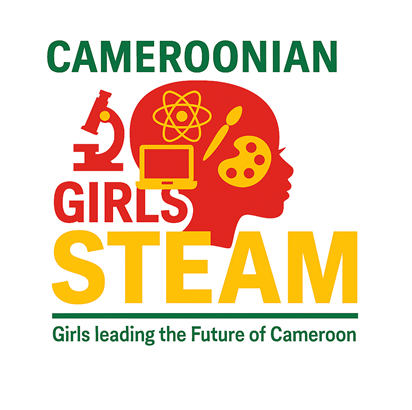 CAMEROONIAN
GIRLS
STEAM
Girls leading the Future of Cameroon